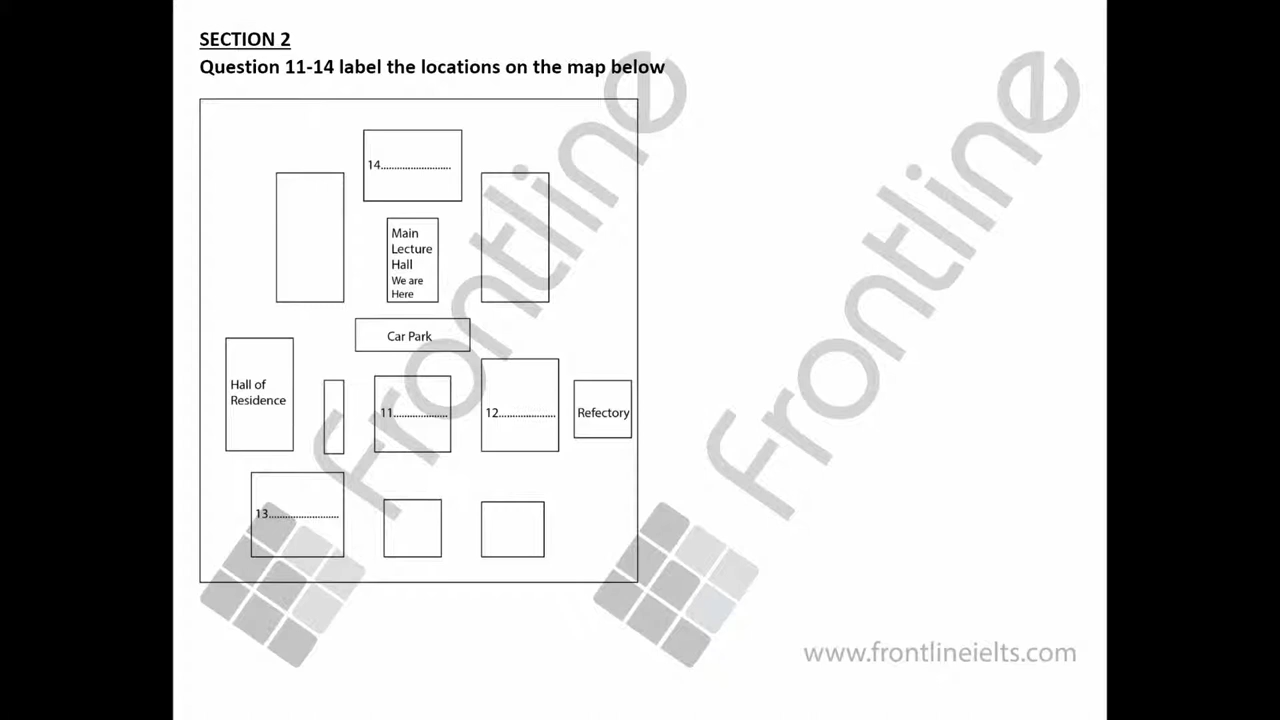 SECTION 2
Question 11-14 label the locations on the map below
14..........................
Main
Lecture
Hall
We are
Here
Car Park
Hall of
Residence
11....................
12.....................
Refectory
13..........................
frontline
frontline
www.frontlineielts.com